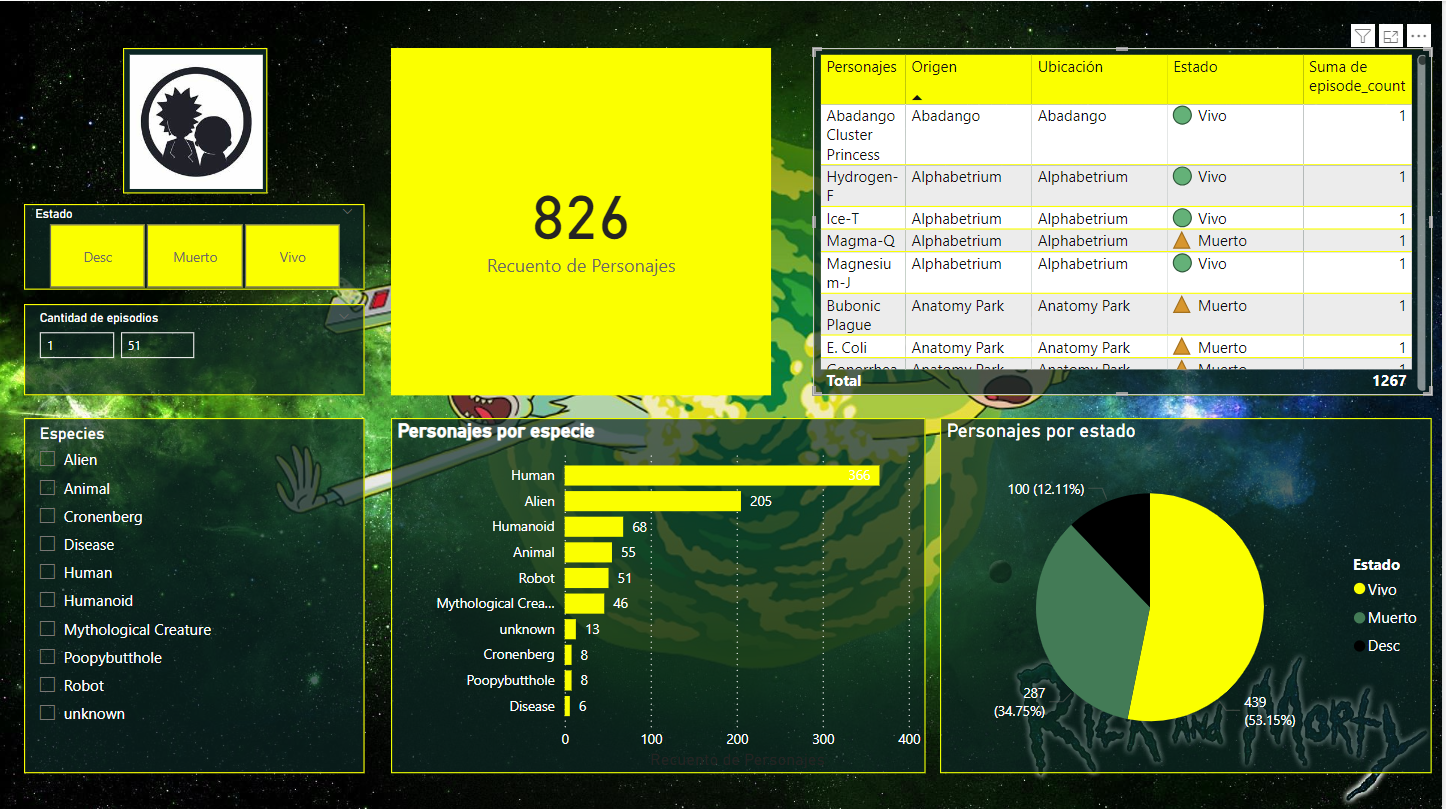 Estado
Desc
Muerto
Vivo
Cantidad de episodios
1
51
826
Recuento de Personajes
Personajes Origen Ubicación Estado Suma de
episode_count
Abadango Abadango Abadango Vivo 1
Cluster
Princess
Hydrogen- Alphabetrium Alphabetrium Vivo 1
F
Ice-T Alphabetrium Alphabetrium Vivo 1
Magma-Q Alphabetrium Alphabetrium Muerto 1
Magnesiu Alphabetrium Alphabetrium Vivo 1
m-J
Bubonic Anatomy Park Anatomy Park Muerto 1
Plague
E. Coli Anatomy Park Anatomy Park Muerto 1
Gonorrhea Anatomy Park Anatomy Park Muerto 1
Total 1267
Especies
Alien
Animal
Cronenberg
Disease
Human
Humanoid
Mythological Creature
Poopybutthole
Robot
unknown
Personajes por especie
Human 366
Alien 205
Humanoid 68
Animal 55
Robot 51
Mythological Crea... 46
unknown 13
Cronenberg 8
Poopybutthole 8
Disease 6
0 100 200 300 400
Recuento de Personajes
Personajes por estado
100 (12.11%)
287
(34.75%)
439
(53.15%)
Estado
Vivo
Muerto
Desc
Rick and Morty